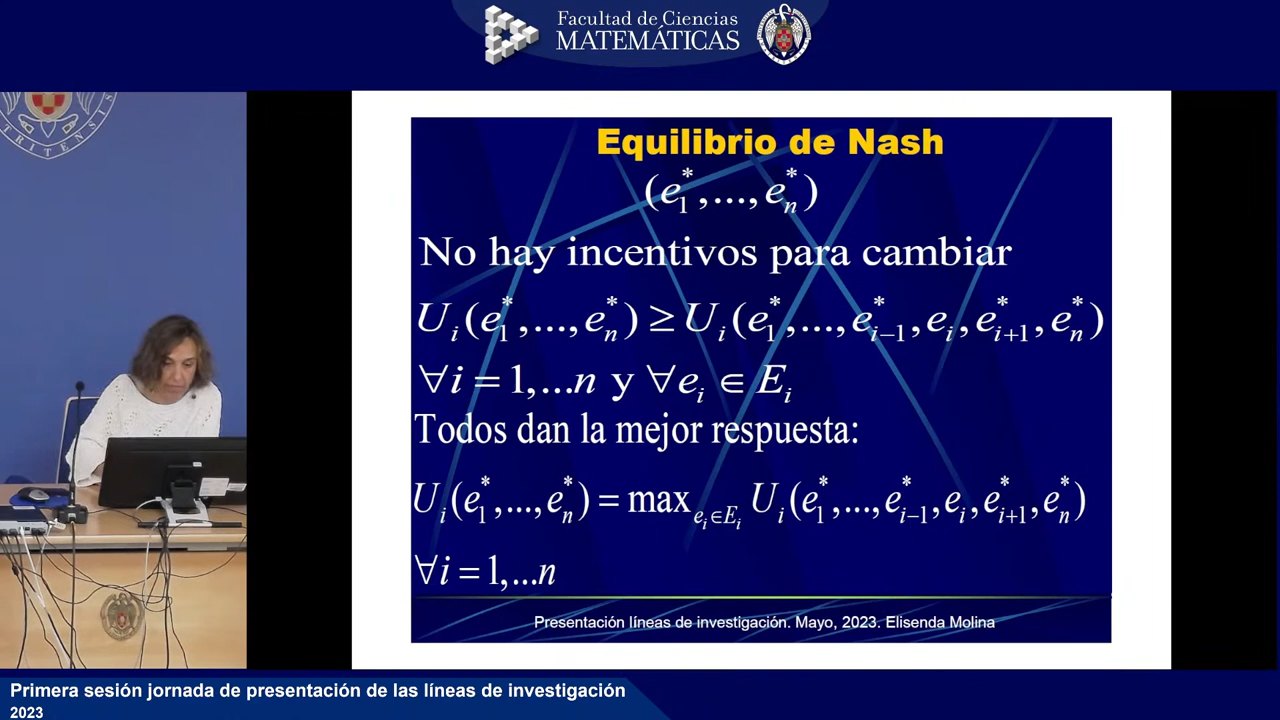 Facultad de Ciencias
MATEMÁTICAS
TRITENSIS
Equilibrio de Nash
(e₁*,...,eₙ*)
No hay incentivos para cambiar
Uᵢ(e₁*,...,eₙ*) ≥ Uᵢ(e₁*,...,eᵢ₋₁*,eᵢ,eᵢ₊₁*,eₙ*)
∀i = 1,...n y ∀eᵢ ∈ Eᵢ
Todos dan la mejor respuesta:
Uᵢ(e₁*,...,eₙ*) = max_{eᵢ∈Eᵢ} Uᵢ(e₁*,...,eᵢ₋₁*,eᵢ,eᵢ₊₁*,eₙ*)
∀i = 1,...n
Presentación líneas de investigación. Mayo, 2023. Elisenda Molina
Primera sesión jornada de presentación de las líneas de investigación
2023